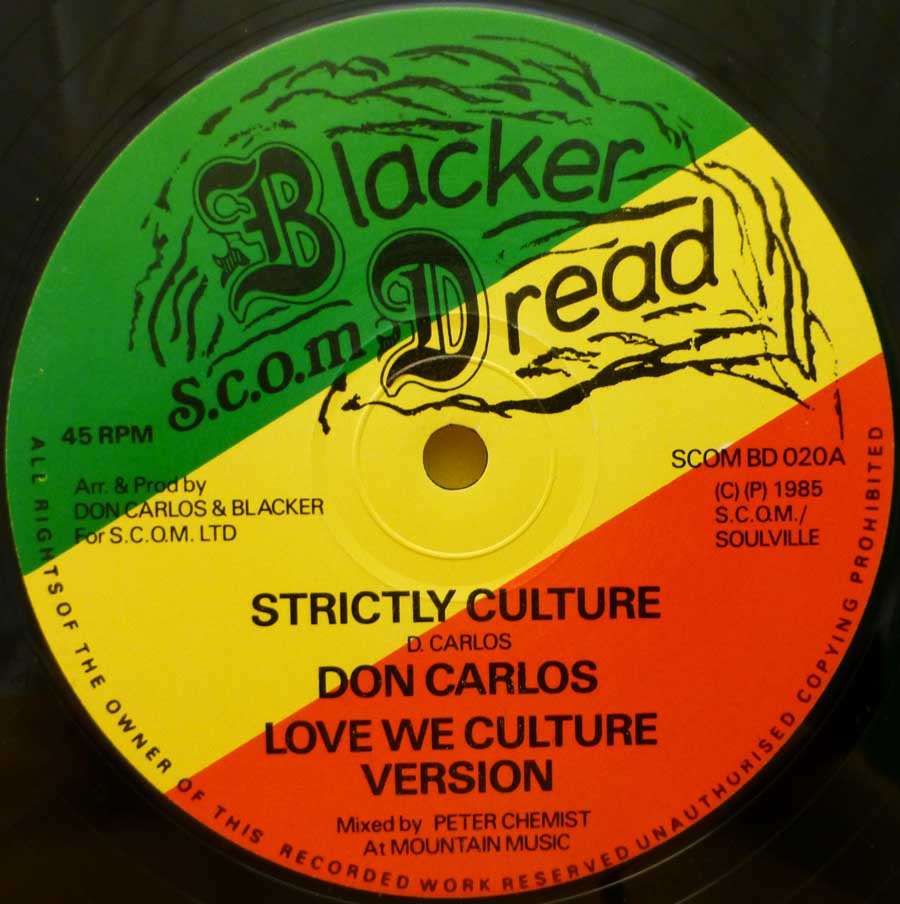 Blacker
S.c.o.m. Dread
45 RPM
Arr. & Prod by
DON CARLOS & BLACKER
For S.C.O.M. LTD
SCOM BD 020A
(C) (P) 1985
S.C.O.M./
SOULVILLE
STRICTLY CULTURE
D. CARLOS
DON CARLOS
LOVE WE CULTURE
VERSION
Mixed by PETER CHEMIST
At MOUNTAIN MUSIC
ALL RIGHTS OF THE OWNER OF THIS RECORDED WORK RESERVED UNAUTHORISED COPYING PROHIBITED